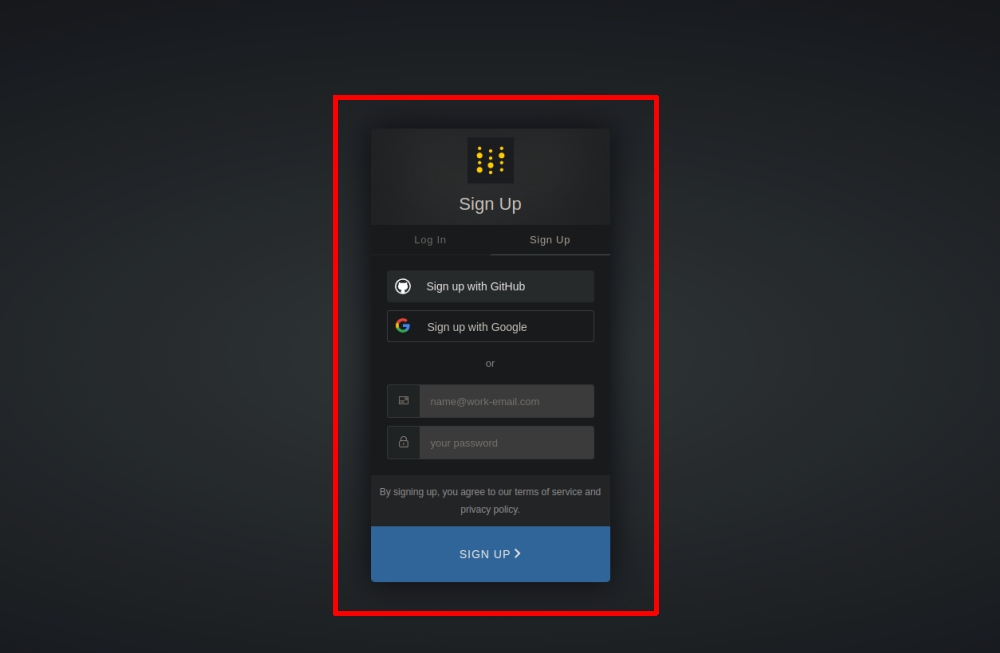 Sign Up
Log In
Sign Up
Sign up with GitHub
Sign up with Google
or
name@work-email.com
your password
By signing up, you agree to our terms of service and
privacy policy.
SIGN UP